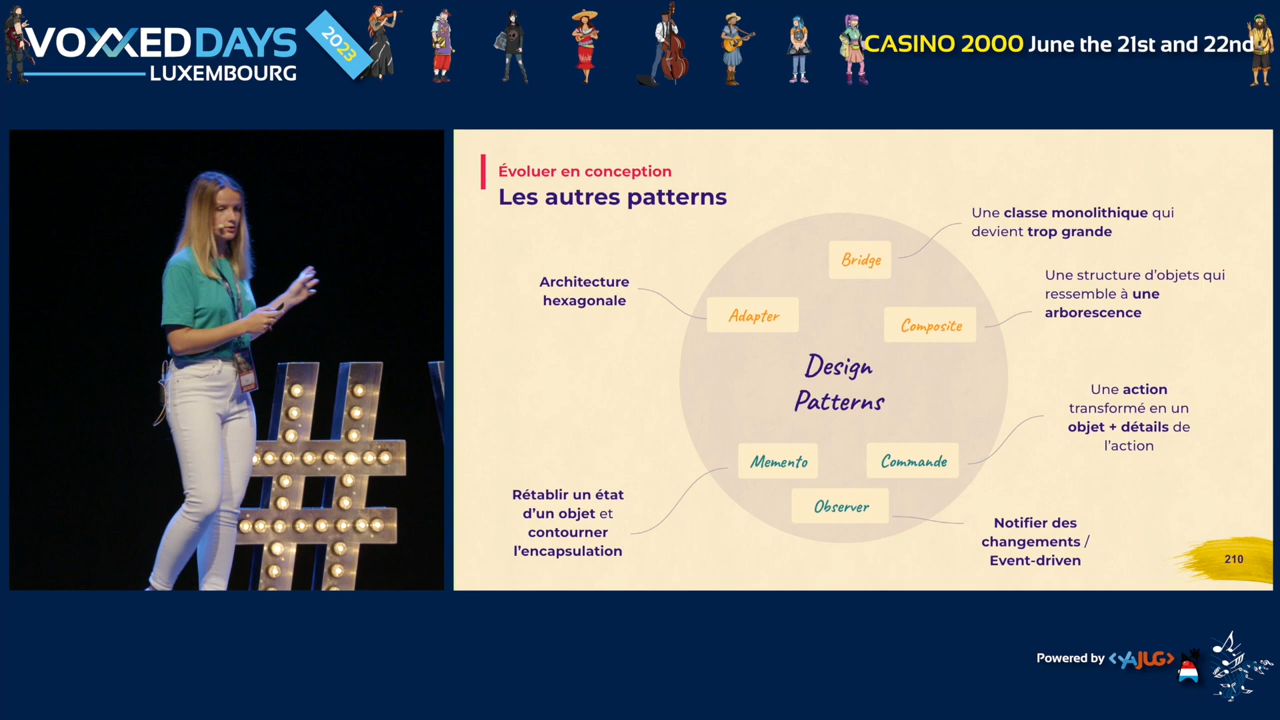 VOXXED DAYS
LUXEMBOURG
2023
CASINO 2000 June the 21st and 22nd
Évoluer en conception
Les autres patterns
Une classe monolithique qui
devient trop grande
Bridge
Une structure d'objets qui
ressemble à une
arborescence
Architecture
hexagonale
Adapter
Composite
Design
Patterns
Une action
transformé en un
objet + détails de
l'action
Memento
Commande
Observer
Rétablir un état
d'un objet et
contourner
l'encapsulation
Notifier des
changements /
Event-driven
210
Powered by <YAJUG>